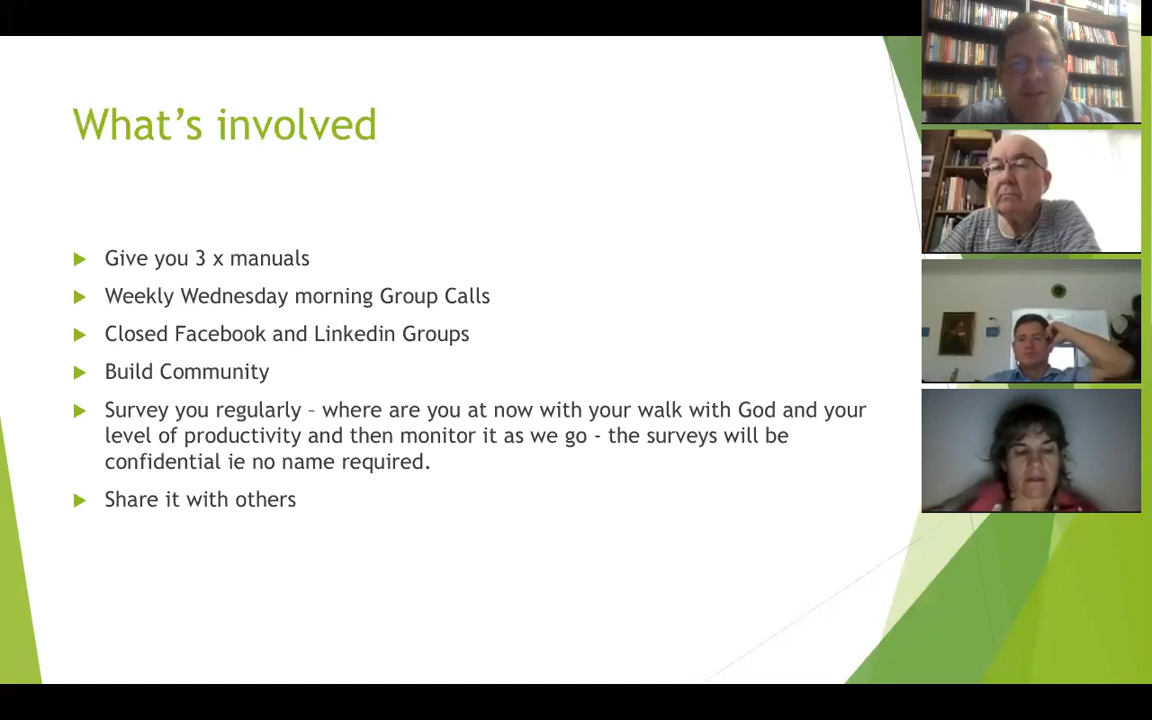 What's involved
Give you 3 x manuals
Weekly Wednesday morning Group Calls
Closed Facebook and Linkedin Groups
Build Community
Survey you regularly – where are you at now with your walk with God and your
level of productivity and then monitor it as we go - the surveys will be
confidential ie no name required.
Share it with others